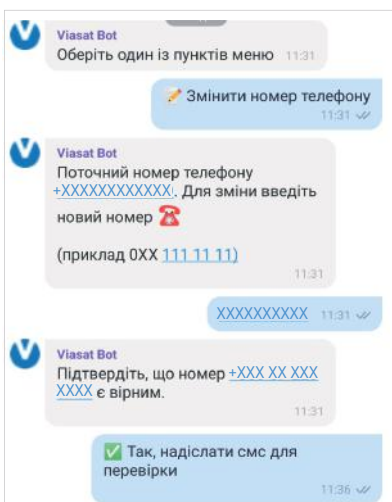 Viasat Bot
Оберіть один із пунктів меню 11:31
📝 Змінити номер телефону
11:31
Viasat Bot
Поточний номер телефону
+XXXXXXXXXXXX). Для зміни введіть
новий номер ☎️
(приклад 0XX 111 11 11)
11:31
XXXXXXXXXX 11:31
Viasat Bot
Підтвердіть, що номер +XXX XX XXX
XXXX є вірним.
11:31
✅ Так, надіслати смс для
перевірки
11:36